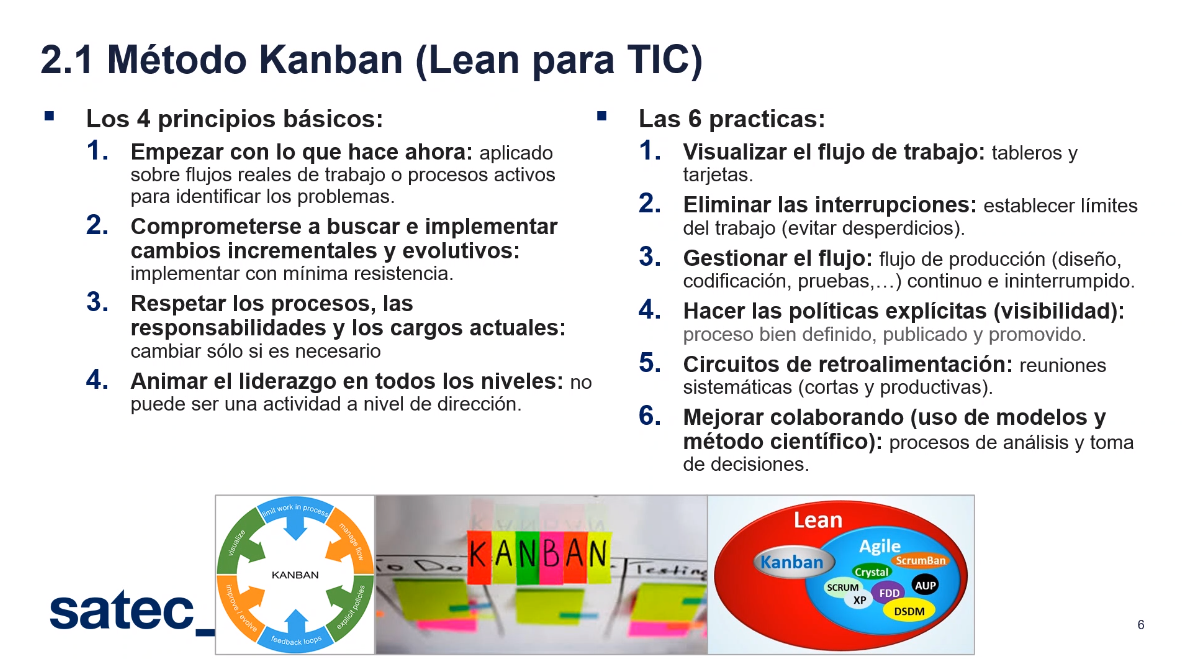 2.1 Método Kanban (Lean para TIC)
▪ Los 4 principios básicos:
1. Empezar con lo que hace ahora: aplicado
sobre flujos reales de trabajo o procesos activos
para identificar los problemas.
2. Comprometerse a buscar e implementar
cambios incrementales y evolutivos:
implementar con mínima resistencia.
3. Respetar los procesos, las
responsabilidades y los cargos actuales:
cambiar sólo si es necesario
4. Animar el liderazgo en todos los niveles: no
puede ser una actividad a nivel de dirección.
▪ Las 6 practicas:
1. Visualizar el flujo de trabajo: tableros y
tarjetas.
2. Eliminar las interrupciones: establecer límites
del trabajo (evitar desperdicios).
3. Gestionar el flujo: flujo de producción (diseño,
codificación, pruebas,…) continuo e ininterrumpido.
4. Hacer las políticas explícitas (visibilidad):
proceso bien definido, publicado y promovido.
5. Circuitos de retroalimentación: reuniones
sistemáticas (cortas y productivas).
6. Mejorar colaborando (uso de modelos y
método científico): procesos de análisis y toma
de decisiones.
satec_
limit work in process
manage flow
explicit policies
feedback loops
improve / evolve
visualize
KANBAN
KANBAN
To Do
Testing
Lean
Kanban
Agile
ScrumBan
Crystal
SCRUM
XP
FDD
AUP
DSDM
6